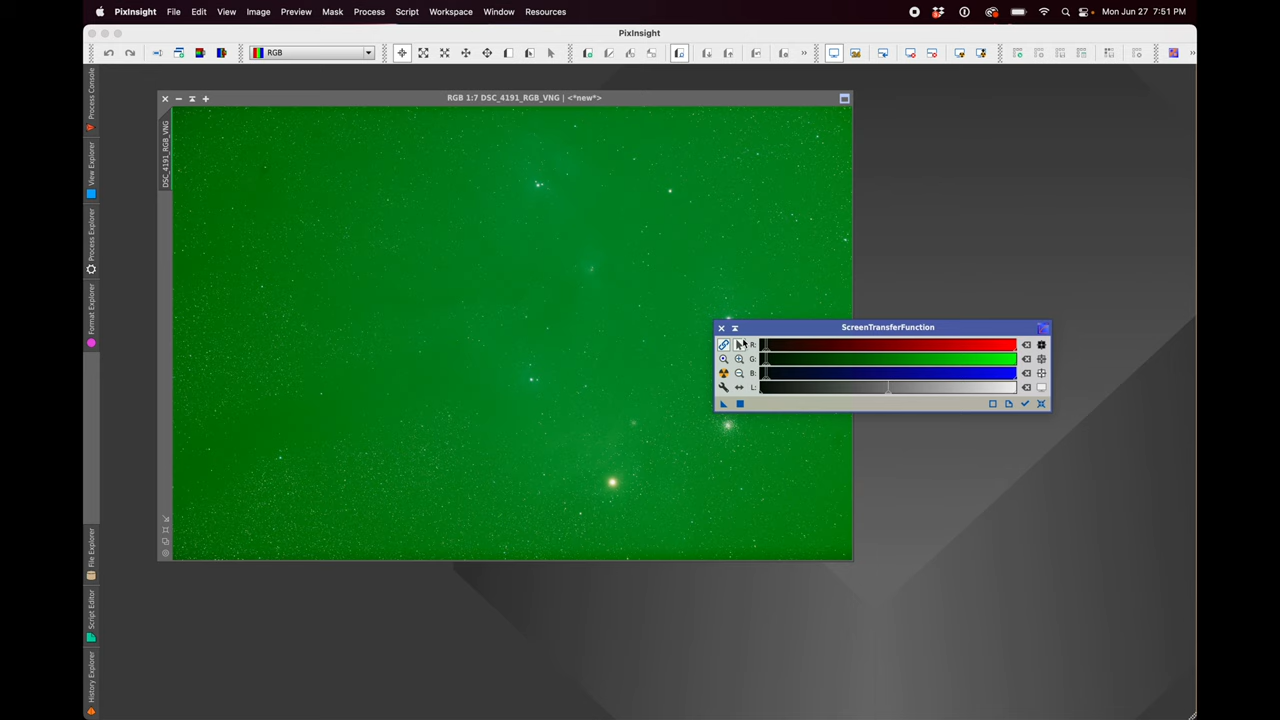 PixInsight File Edit View Image Preview Mask Process Script Workspace Window Resources Mon Jun 27 7:51 PM
PixInsight
RGB
Process Console
View Explorer
Process Explorer
Format Explorer
File Explorer
Script Editor
History Explorer
RGB 1:7 DSC_4191_RGB_VNG | <*new*>
DSC_4191_RGB_VNG
ScreenTransferFunction
R:
G:
B:
L: